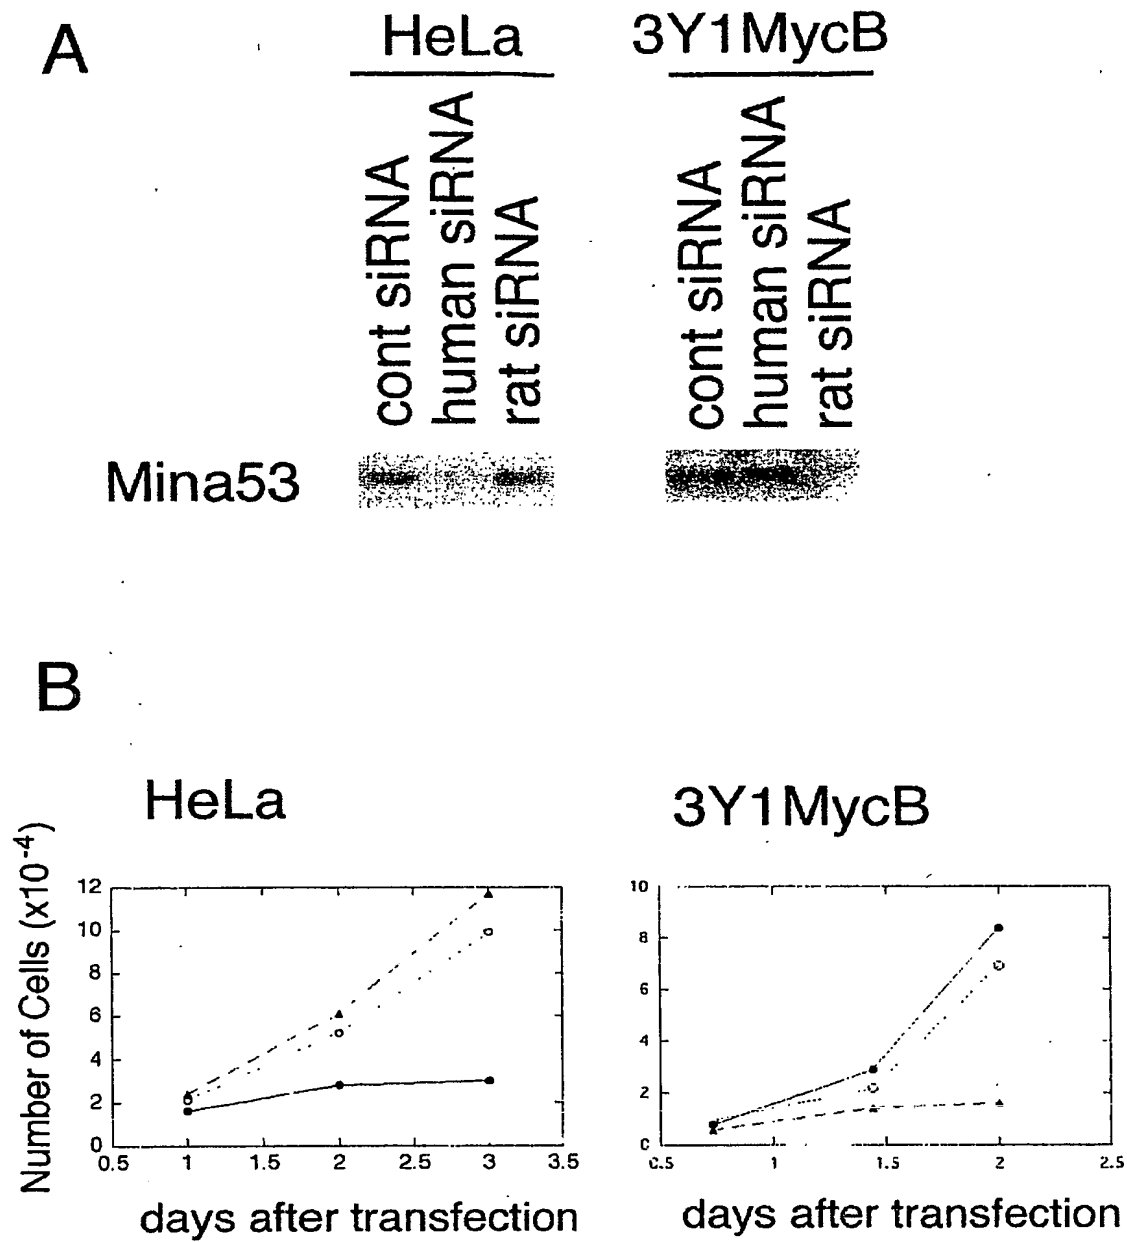 A
HeLa
3Y1MycB
cont siRNA
human siRNA
rat siRNA
cont siRNA
human siRNA
rat siRNA
Mina53
B
HeLa
3Y1MycB
Number of Cells (x10⁻⁴)
12
10
8
6
4
2
0
0.5 1 1.5 2 2.5 3 3.5
days after transfection
10
8
6
4
2
0
0.5 1 1.5 2 2.5
days after transfection